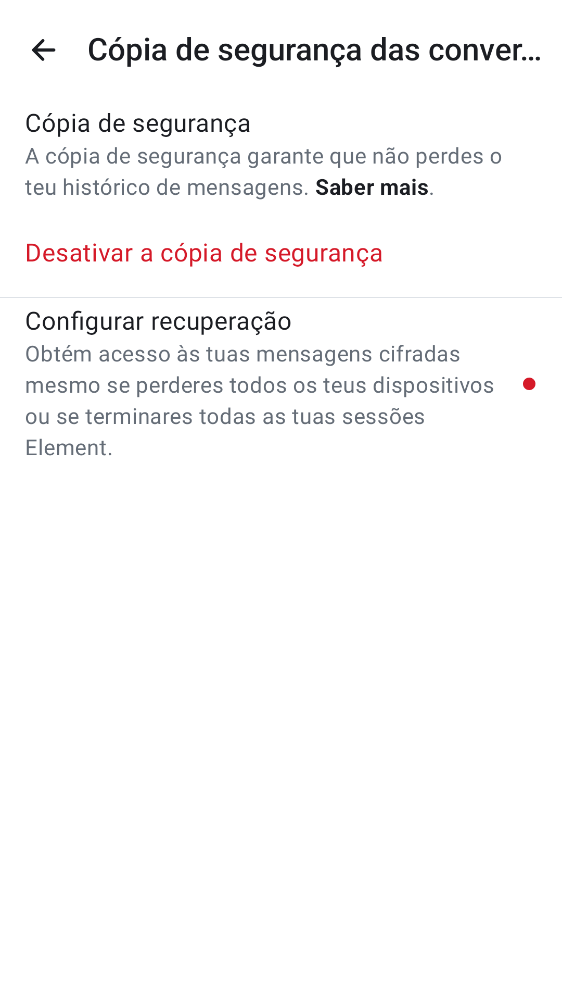 Cópia de segurança das conver...
Cópia de segurança
A cópia de segurança garante que não perdes o
teu histórico de mensagens. Saber mais.
Desativar a cópia de segurança
Configurar recuperação
Obtém acesso às tuas mensagens cifradas
mesmo se perderes todos os teus dispositivos
ou se terminares todas as tuas sessões
Element.